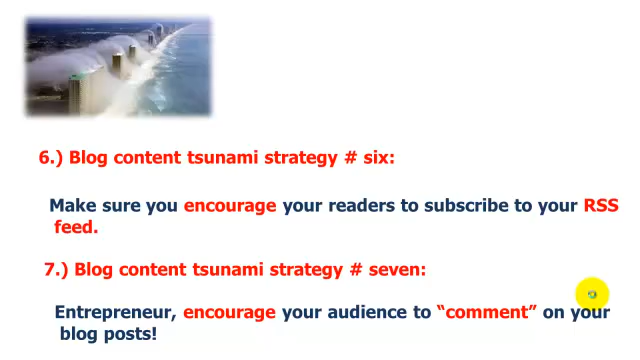 6.) Blog content tsunami strategy # six:
Make sure you encourage your readers to subscribe to your RSS
feed.
7.) Blog content tsunami strategy # seven:
Entrepreneur, encourage your audience to “comment” on your
blog posts!